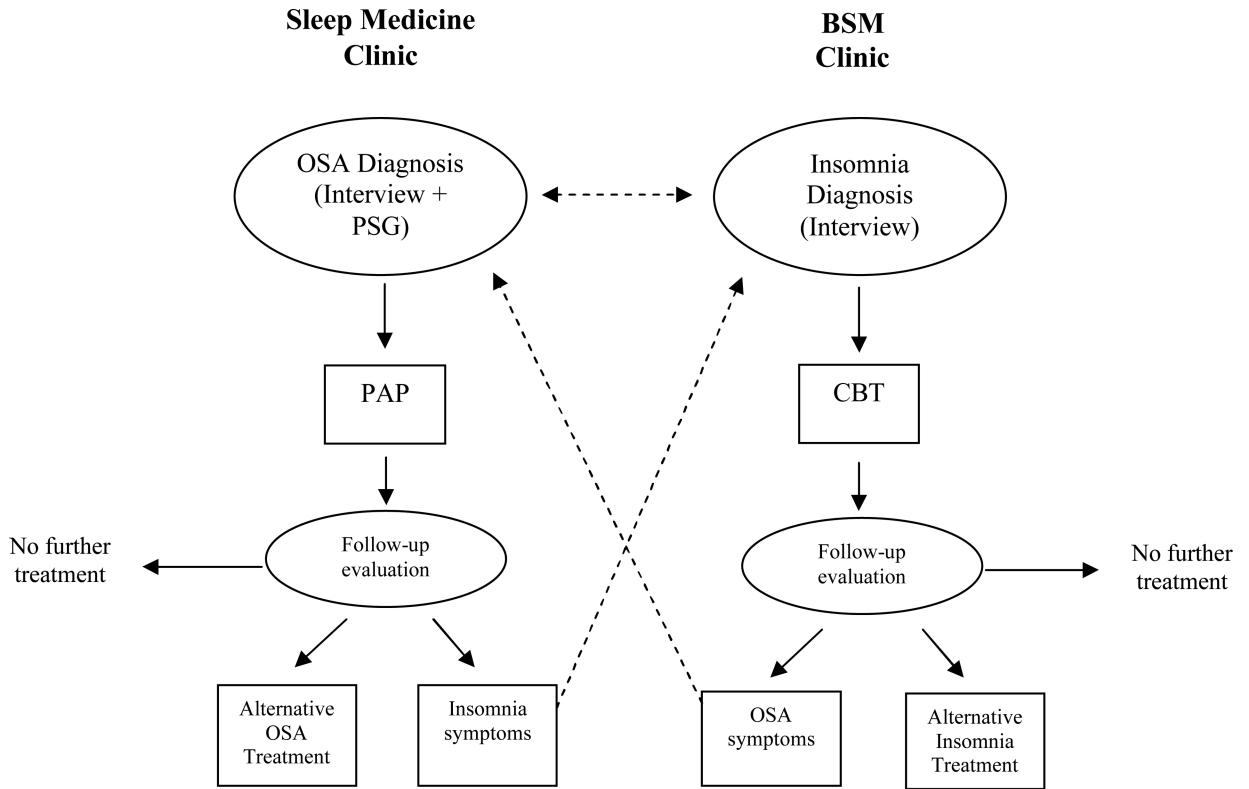 Sleep Medicine
Clinic
BSM
Clinic
OSA Diagnosis
(Interview +
PSG)
Insomnia
Diagnosis
(Interview)
PAP
CBT
No further
treatment
Follow-up
evaluation
Follow-up
evaluation
No further
treatment
Alternative
OSA
Treatment
Insomnia
symptoms
OSA
symptoms
Alternative
Insomnia
Treatment